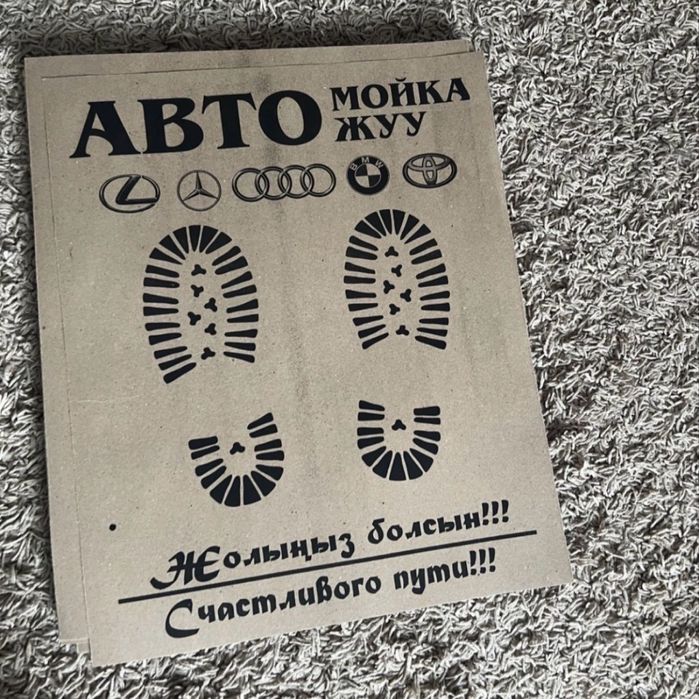 АВТО МОЙКА
ЖУУ
BMW
Жолыңыз болсын!!!
Счастливого пути!!!